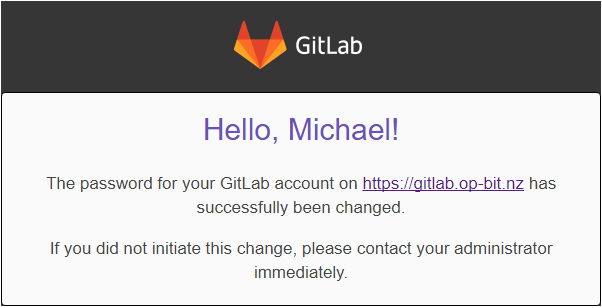 GitLab
Hello, Michael!
The password for your GitLab account on https://gitlab.op-bit.nz has
successfully been changed.
If you did not initiate this change, please contact your administrator
immediately.